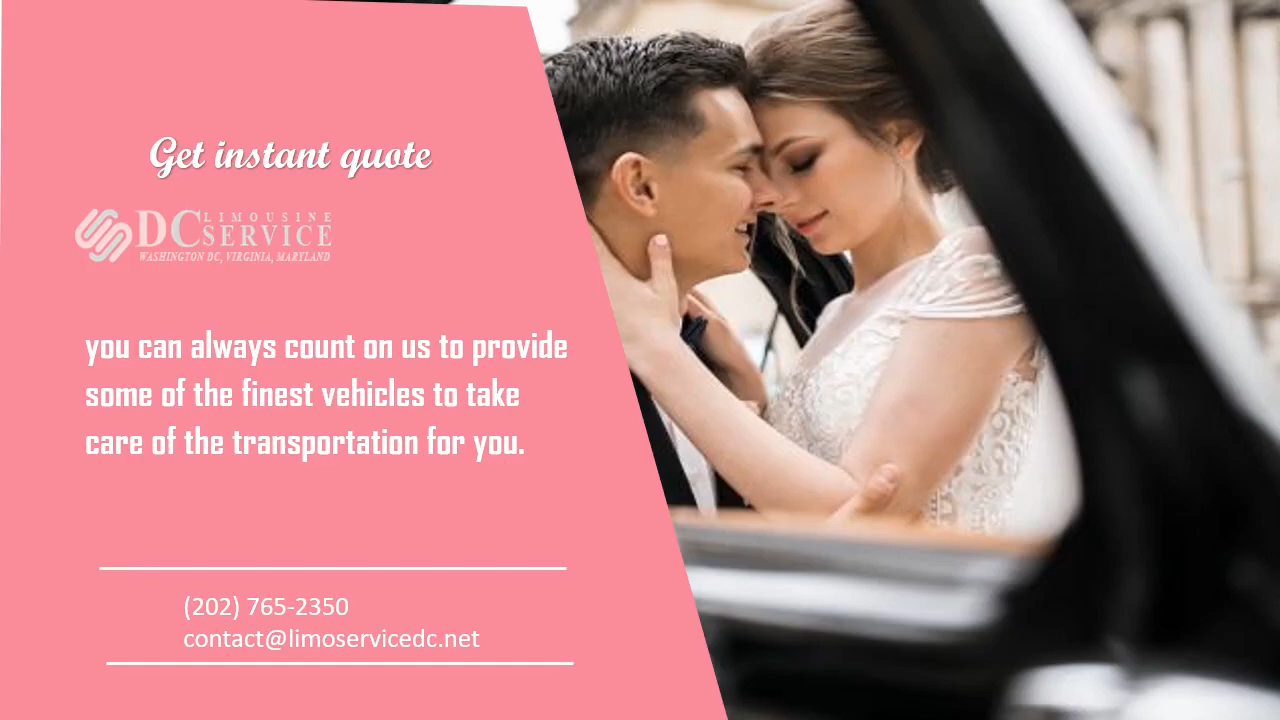 Get instant quote
DC LIMOUSINE
SERVICE
WASHINGTON DC, VIRGINIA, MARYLAND
you can always count on us to provide
some of the finest vehicles to take
care of the transportation for you.
(202) 765-2350
contact@limoservicedc.net